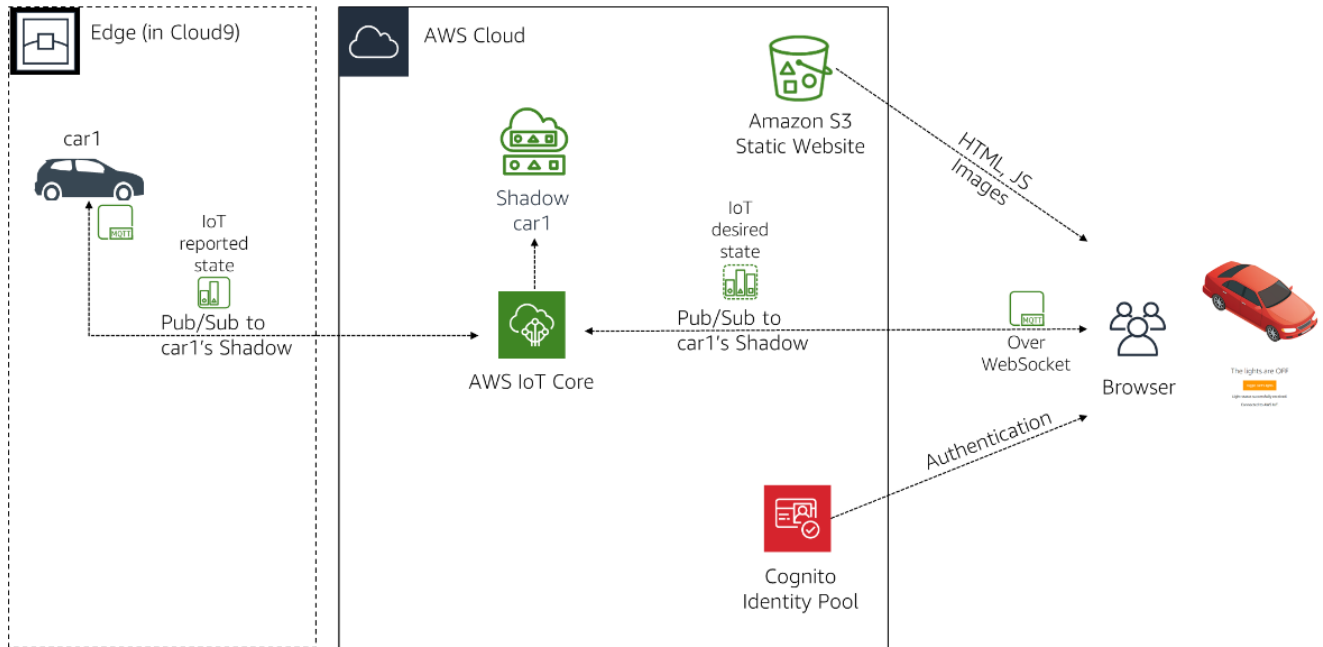 Edge (in Cloud9)
AWS Cloud
car1
MQTT
IoT
reported
state
Pub/Sub to
car1's Shadow
Shadow
car1
AWS IoT Core
Amazon S3
Static Website
IoT
desired
state
Pub/Sub to
car1's Shadow
HTML, JS
Images
MQTT
Over
WebSocket
Browser
The lights are OFF
Authentication
Cognito
Identity Pool